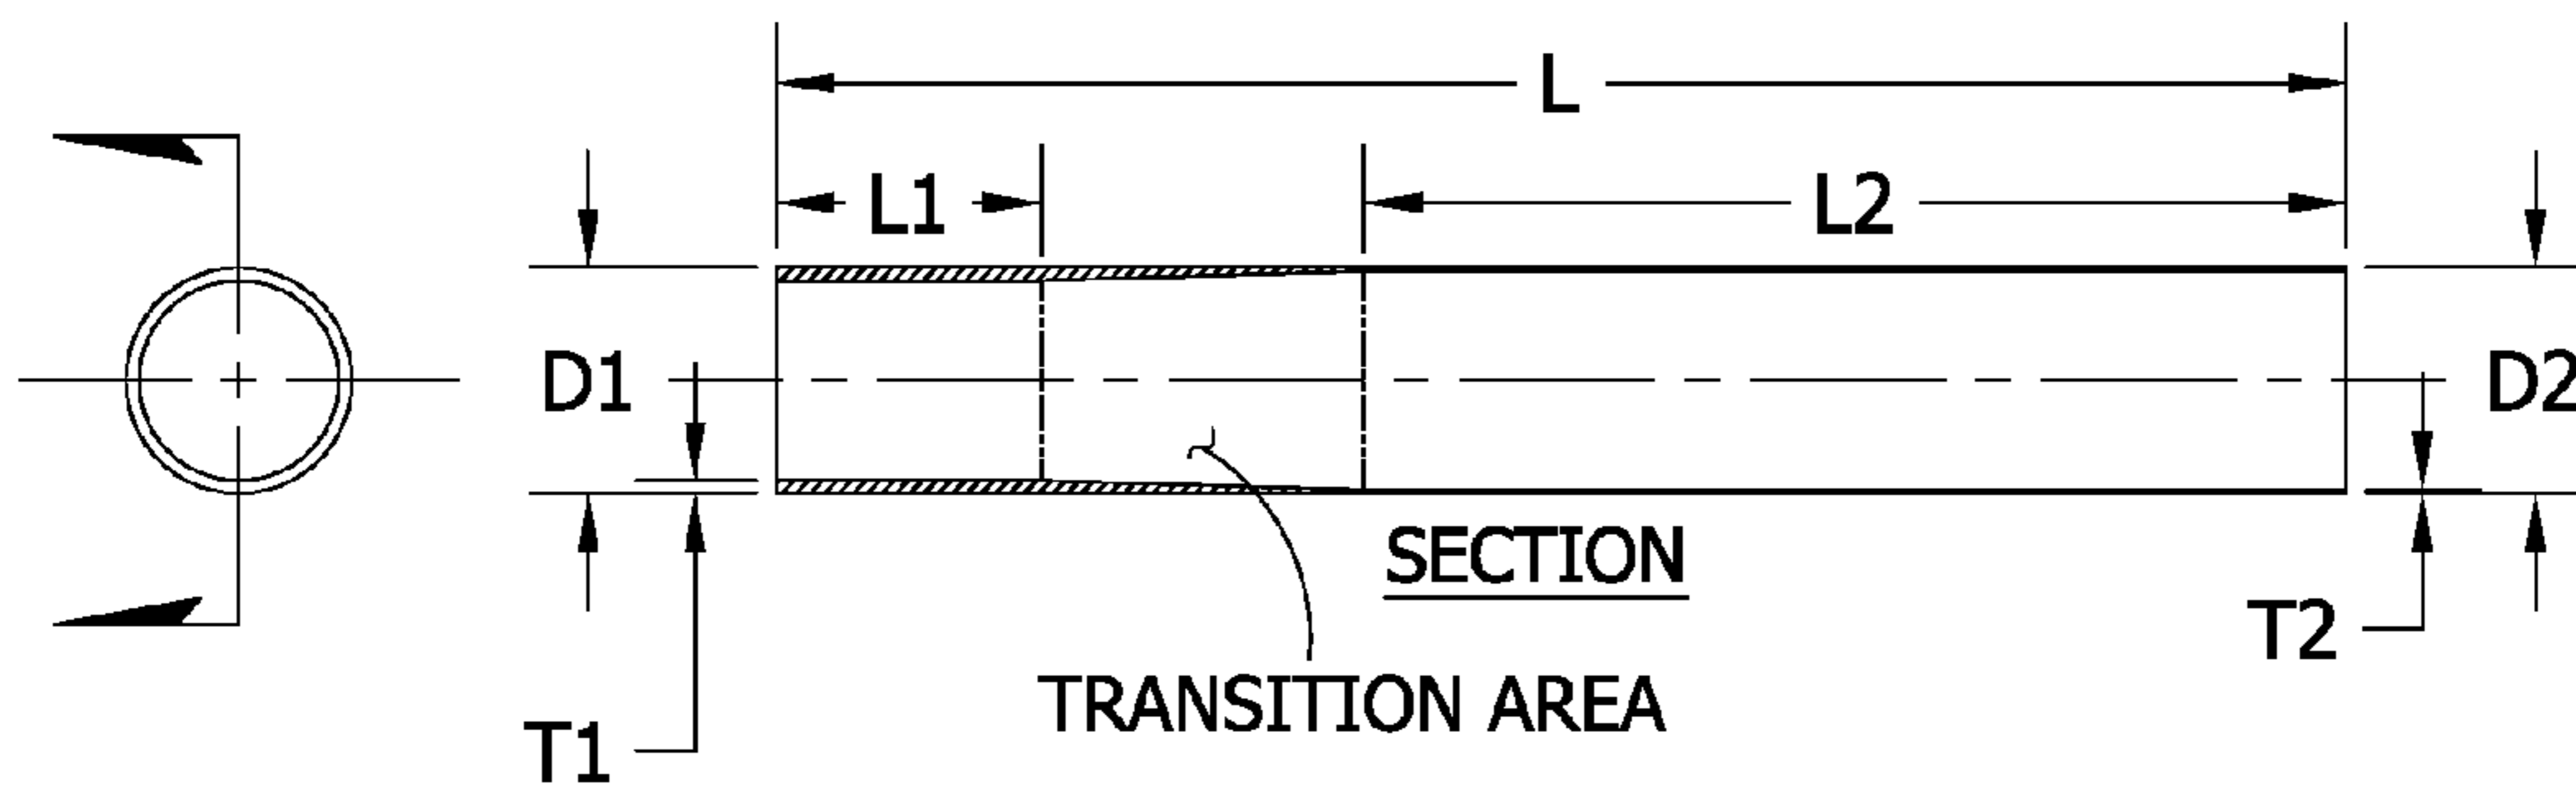 L
L1
L2
D1
D2
SECTION
T2
TRANSITION AREA
T1